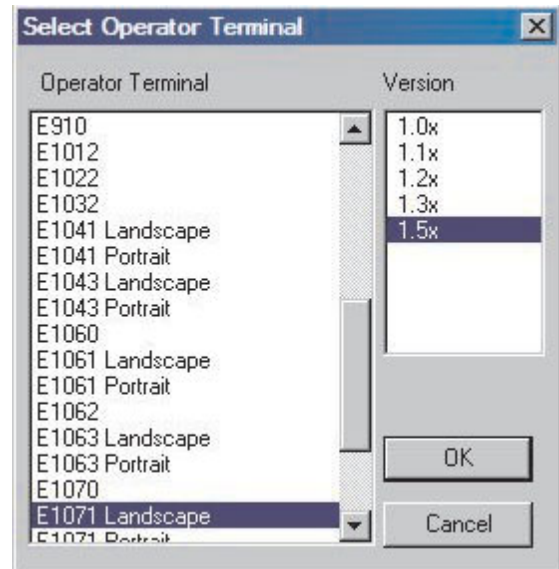 Select Operator Terminal
Operator Terminal
Version
E910
E1012
E1022
E1032
E1041 Landscape
E1041 Portrait
E1043 Landscape
E1043 Portrait
E1060
E1061 Landscape
E1061 Portrait
E1062
E1063 Landscape
E1063 Portrait
E1070
E1071 Landscape
E1071 Portrait
1.0x
1.1x
1.2x
1.3x
1.5x
OK
Cancel